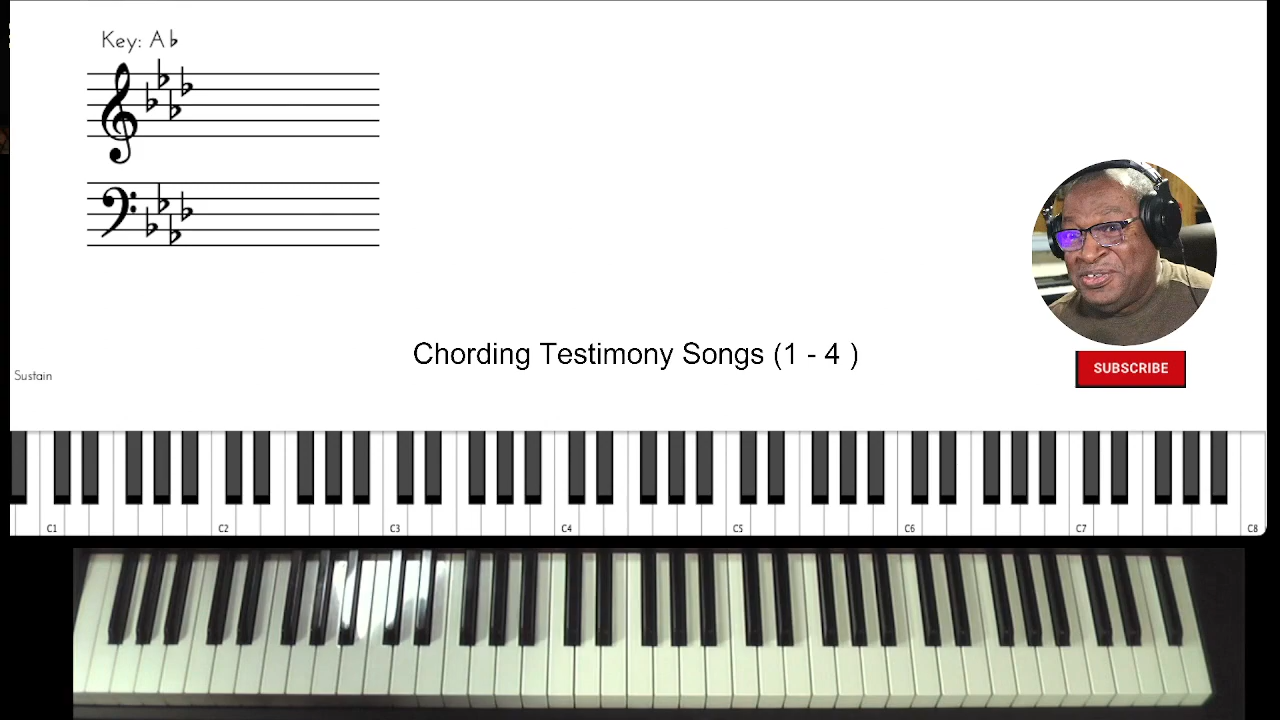 Key: A♭
Chording Testimony Songs (1 - 4 )
SUBSCRIBE
Sustain
C1 C2 C3 C4 C5 C6 C7 C8